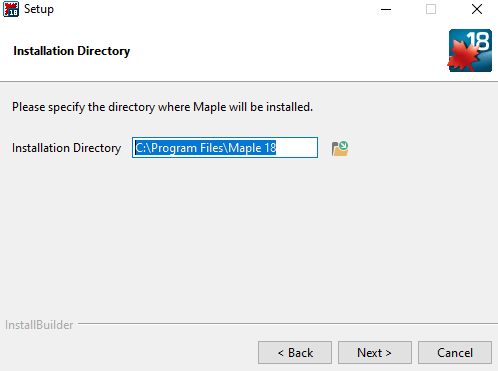 18 Setup
18
Installation Directory
Please specify the directory where Maple will be installed.
Installation Directory C:\Program Files\Maple 18
InstallBuilder
< Back Next > Cancel